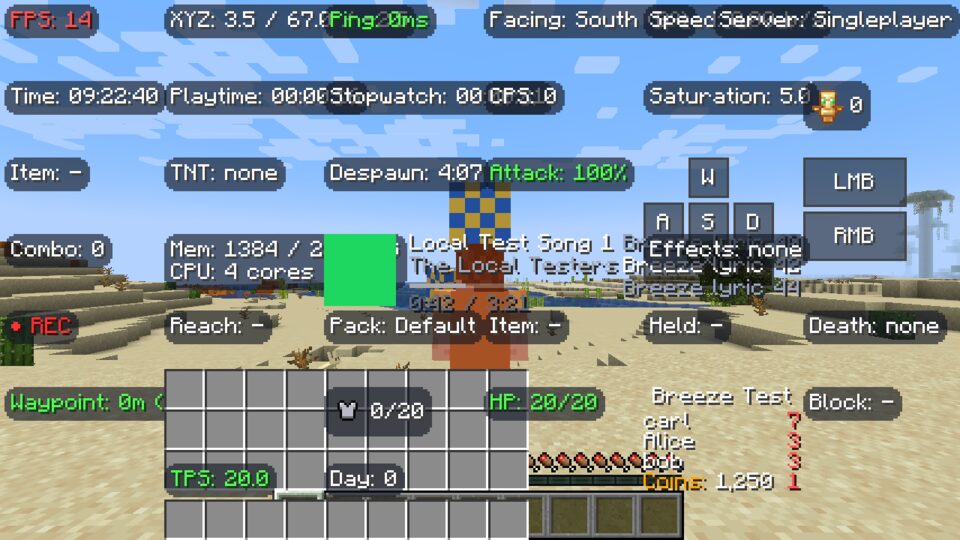 FPS: 14
XYZ: 3.5 / 67.0
Ping: 0ms
Facing: South
Speed
Server: Singleplayer
Time: 09:22:40
Playtime: 00:00
Stopwatch: 00:
CPS: 0
Saturation: 5.0
0
Item: -
TNT: none
Despawn: 4:07
Attack: 100%
W
LMB
A S D
RMB
Combo: 0
Mem: 1384 / 2
CPU: 4 cores
Local Test Song 1
The Local Testers
0:42 / 3:21
Effects: none
Breeze lyric 42
Breeze lyric 44
• REC
Reach: -
Pack: Default
Item: -
Held: -
Death: none
Waypoint: 0m (
0/20
HP: 20/20
Breeze Test
carl 7
Alice 3
Bob 3
Coins: 1,250 1
Block: -
TPS: 20.0
Day: 0